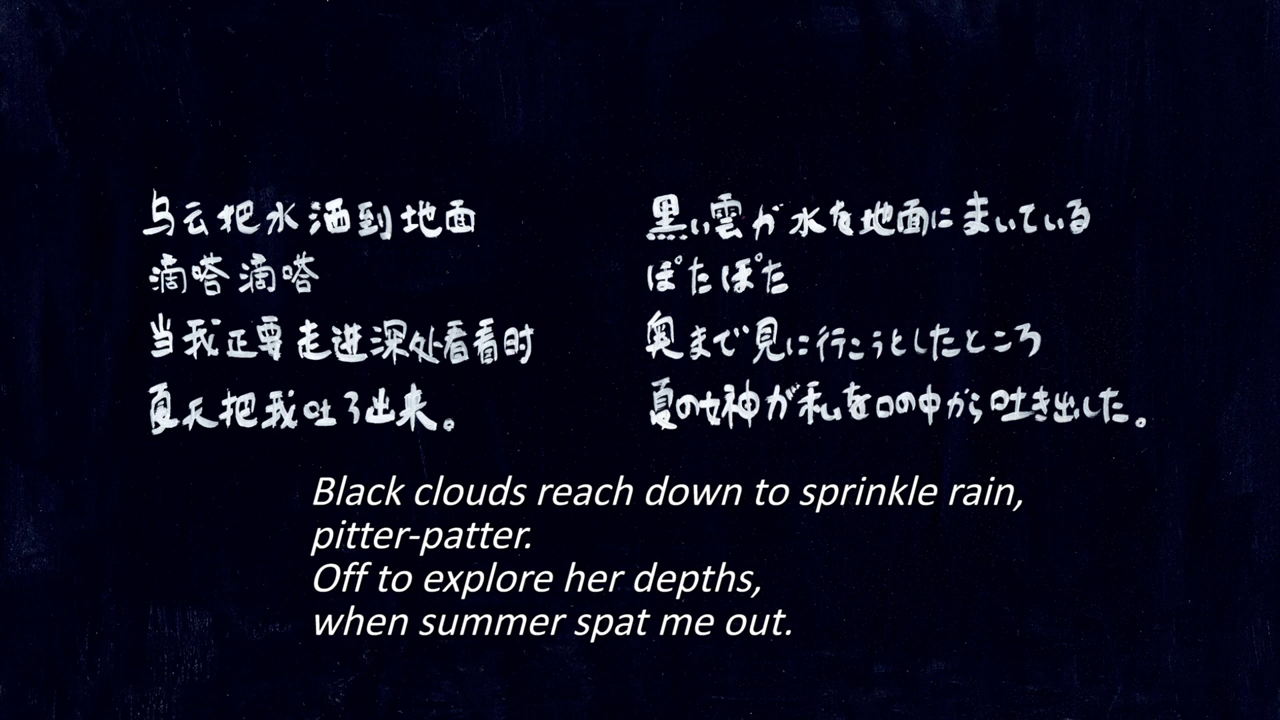 乌云把水洒到地面
滴嗒滴嗒
当我正要走进深处看看时
夏天把我吐了出来。
黒い雲が水を地面にまいている
ぽたぽた
奥まで見に行こうとしたところ
夏の女神が私を口の中から吐き出した。
Black clouds reach down to sprinkle rain,
pitter-patter.
Off to explore her depths,
when summer spat me out.